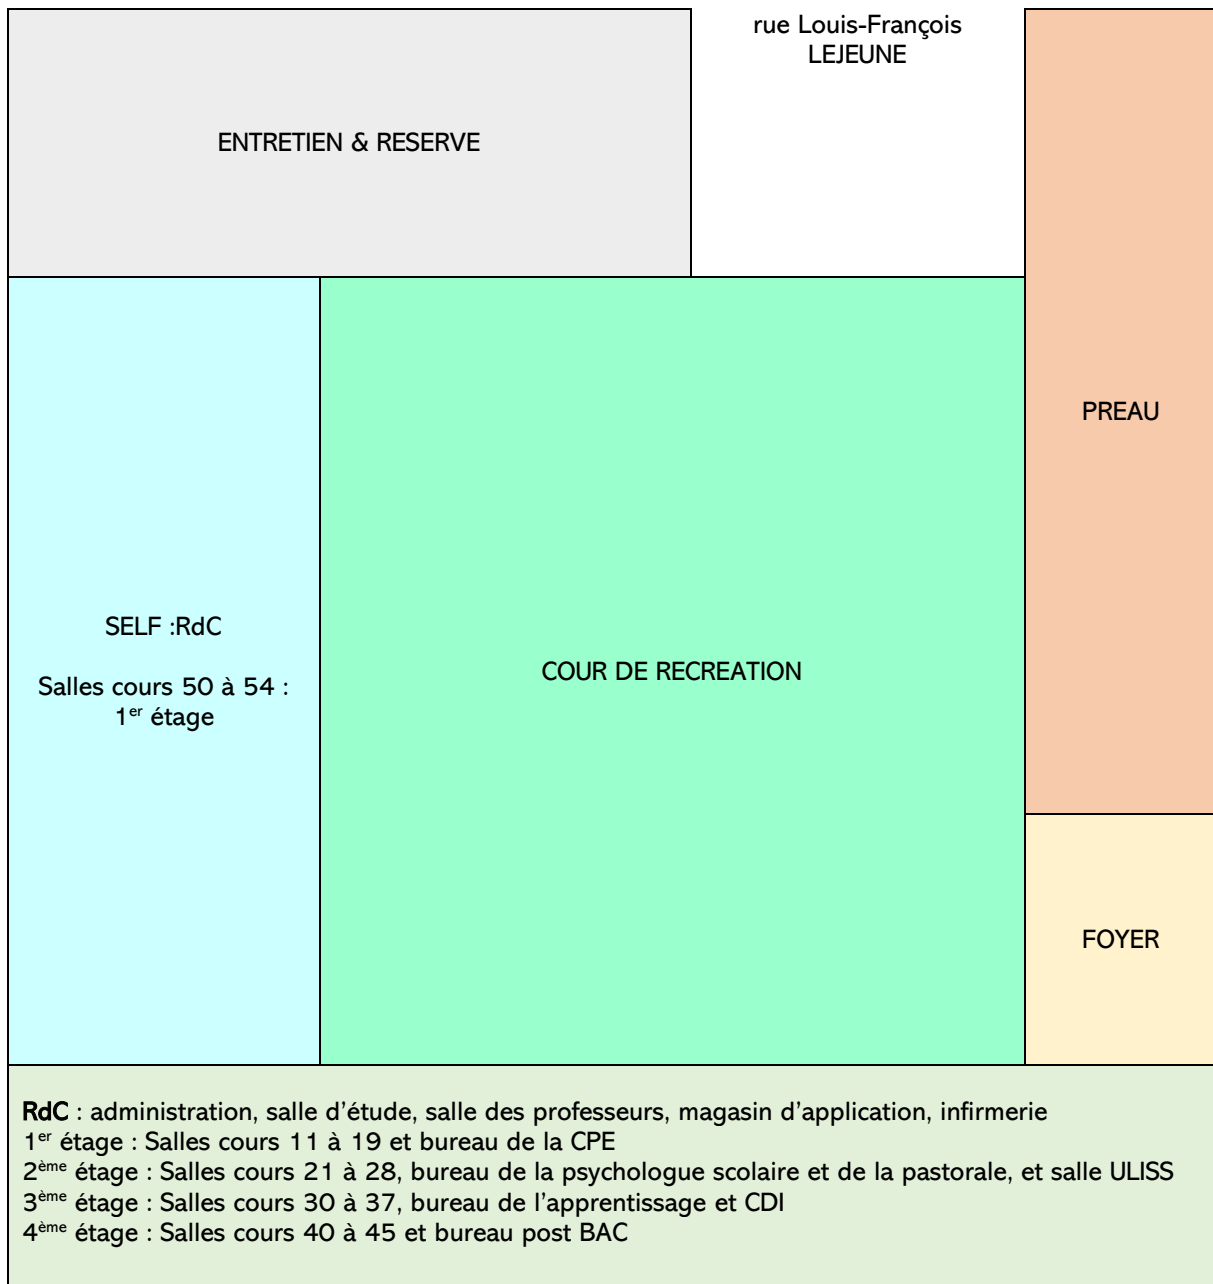 rue Louis-François
LEJEUNE
ENTRETIEN & RESERVE
PREAU
SELF :RdC
Salles cours 50 à 54 :
1er étage
COUR DE RECREATION
FOYER
RdC : administration, salle d’étude, salle des professeurs, magasin d’application, infirmerie
1er étage : Salles cours 11 à 19 et bureau de la CPE
2ème étage : Salles cours 21 à 28, bureau de la psychologue scolaire et de la pastorale, et salle ULISS
3ème étage : Salles cours 30 à 37, bureau de l’apprentissage et CDI
4ème étage : Salles cours 40 à 45 et bureau post BAC